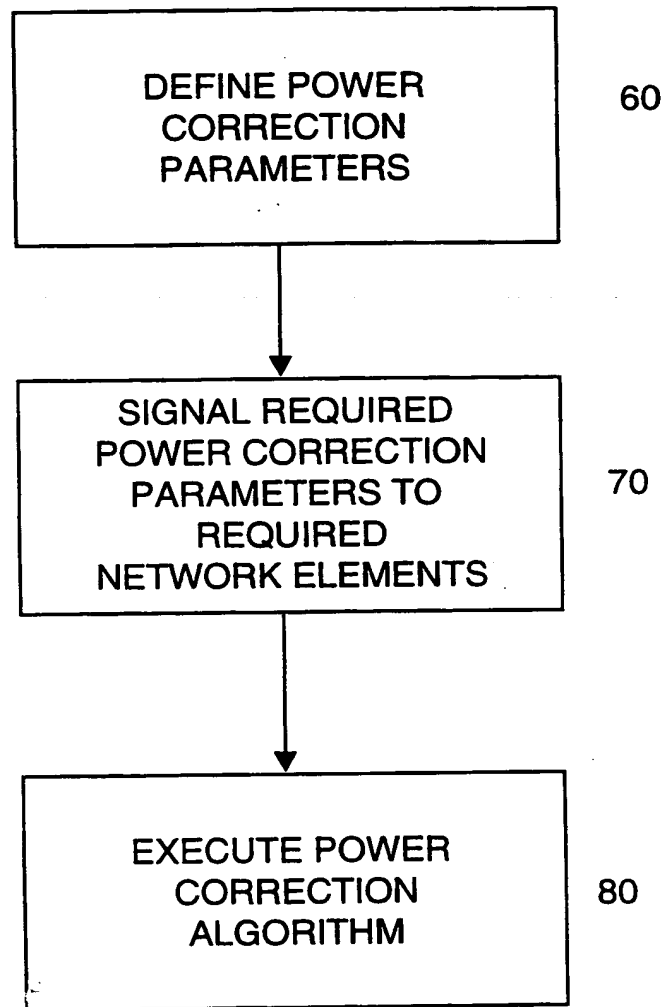 DEFINE POWER
CORRECTION
PARAMETERS
60
SIGNAL REQUIRED
POWER CORRECTION
PARAMETERS TO
REQUIRED
NETWORK ELEMENTS
70
EXECUTE POWER
CORRECTION
ALGORITHM
80